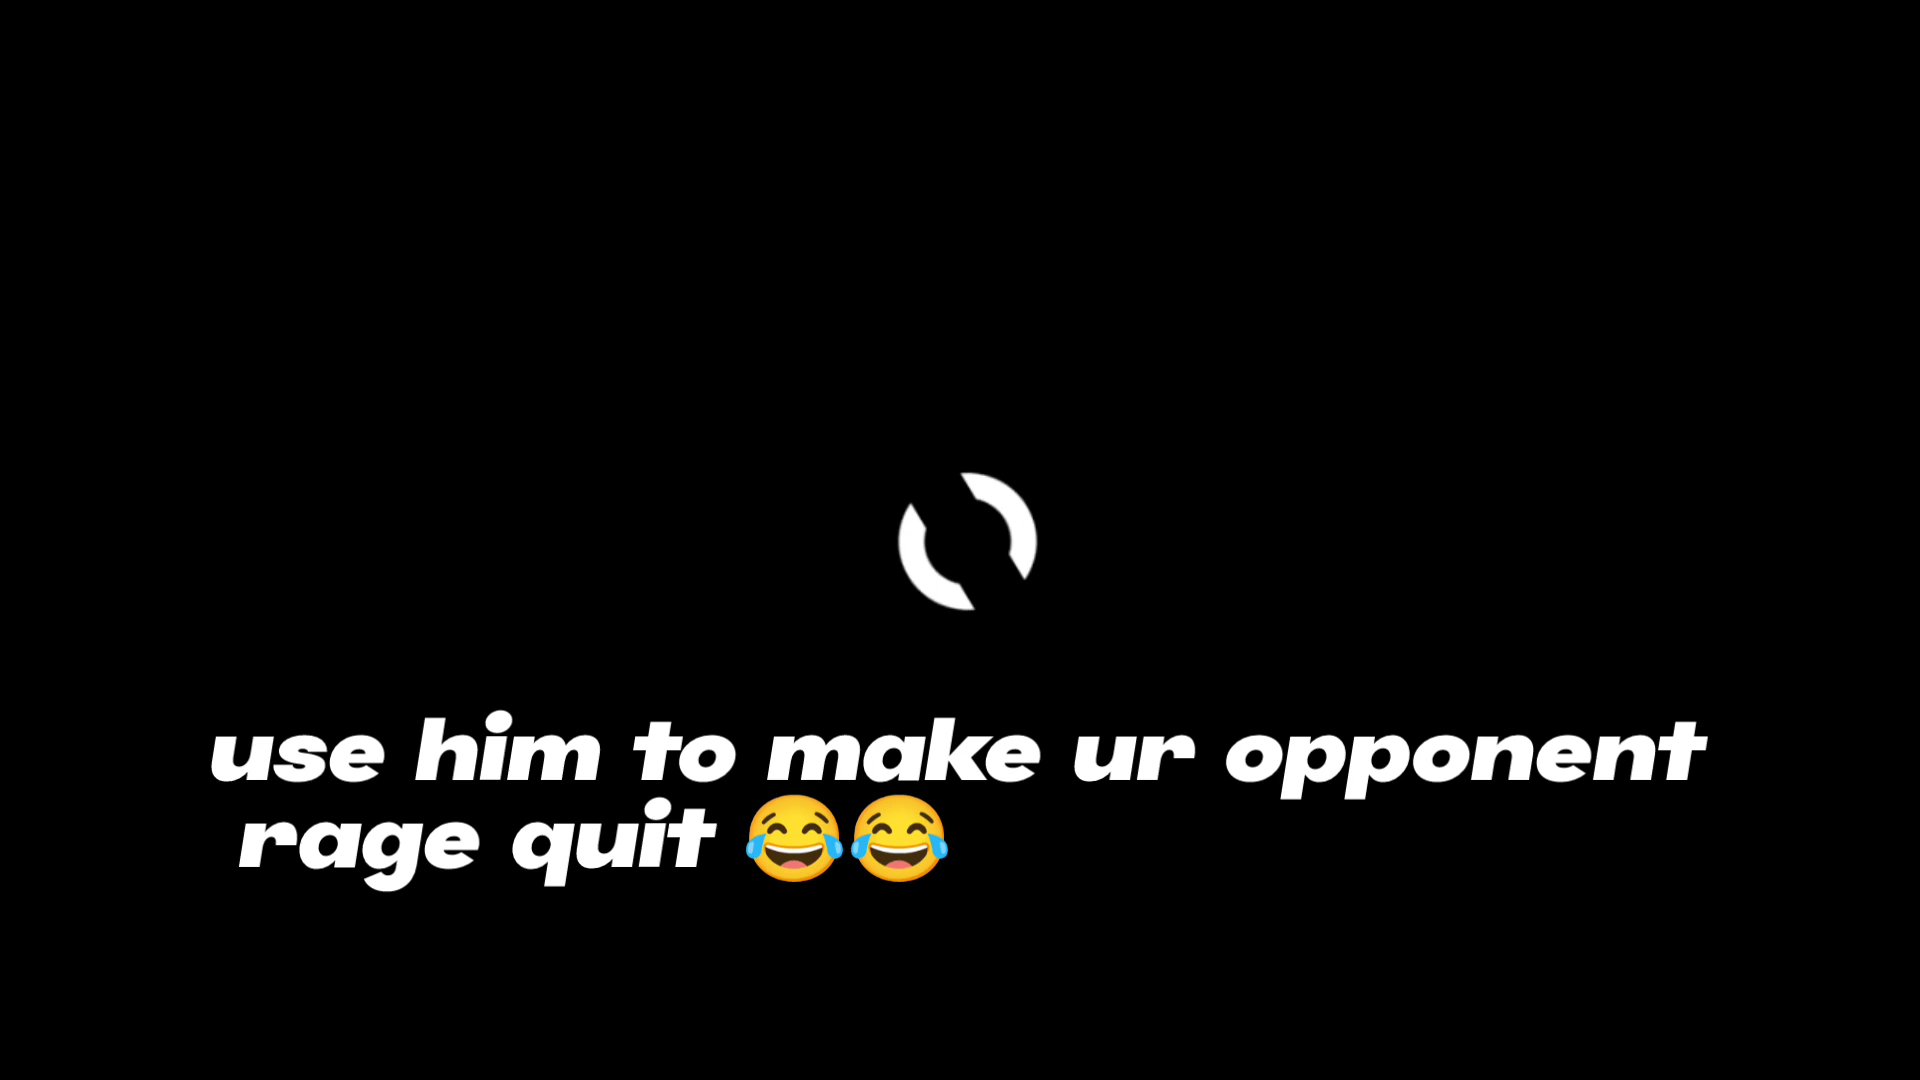 use him to make ur opponent
rage quit 😂😂